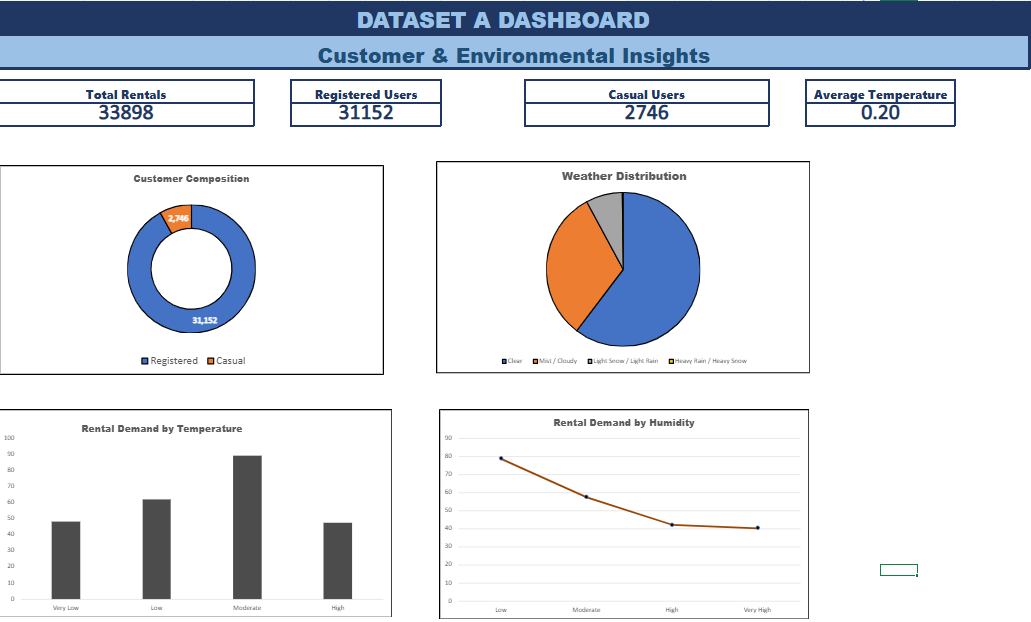 DATASET A DASHBOARD
Customer & Environmental Insights
Total Rentals
33898
Registered Users
31152
Casual Users
2746
Average Temperature
0.20
Customer Composition
2,746
31,152
Registered Casual
Weather Distribution
Clear Mist / Cloudy Light Snow / Light Rain Heavy Rain / Heavy Snow
Rental Demand by Temperature
100
90
80
70
60
50
40
30
20
10
0
Very Low Low Moderate High
Rental Demand by Humidity
90
80
70
60
50
40
30
20
10
0
Low Moderate High Very High